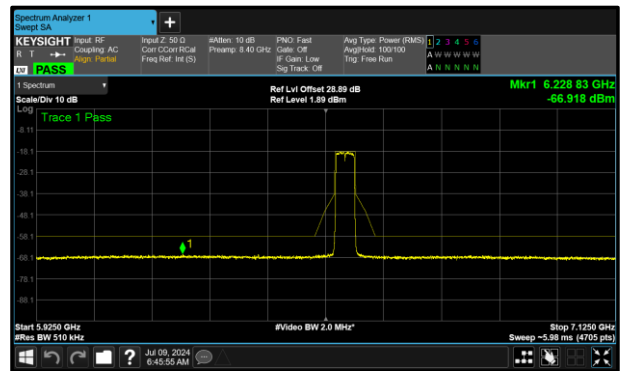 Spectrum Analyzer 1
Swept SA
+
KEYSIGHT Input: RF Input Z: 50 Ω #Atten: 10 dB PNO: Fast Avg Type: Power (RMS) 1 2 3 4 5 6
R T Coupling: AC Corr CCorr RCal Preamp: 8.40 GHz Gate: Off Avg|Hold: 100/100 A W W W W W
Align: Partial Freq Ref: Int (S) IF Gain: Low Trig: Free Run
LXI PASS Sig Track: Off A N N N N N
1 Spectrum
Ref Lvl Offset 28.89 dB Mkr1 6.228 83 GHz
Scale/Div 10 dB Ref Level 1.89 dBm -66.918 dBm
Log
Trace 1 Pass
-8.11
-18.1
-28.1
-38.1
-48.1
-58.1
1
-68.1
-78.1
-88.1
Start 5.9250 GHz #Video BW 2.0 MHz* Stop 7.1250 GHz
#Res BW 510 kHz Sweep ~5.98 ms (4705 pts)
? Jul 09, 2024
6:45:55 AM